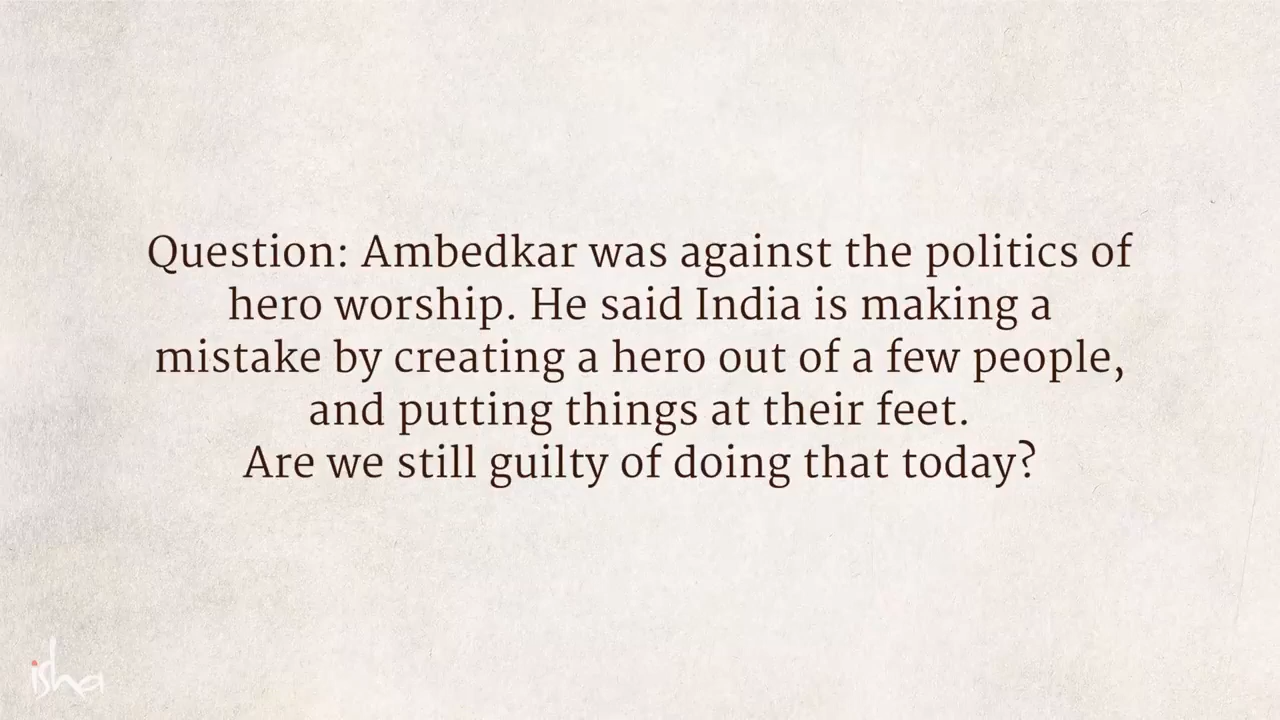 Question: Ambedkar was against the politics of
hero worship. He said India is making a
mistake by creating a hero out of a few people,
and putting things at their feet.
Are we still guilty of doing that today?
isha